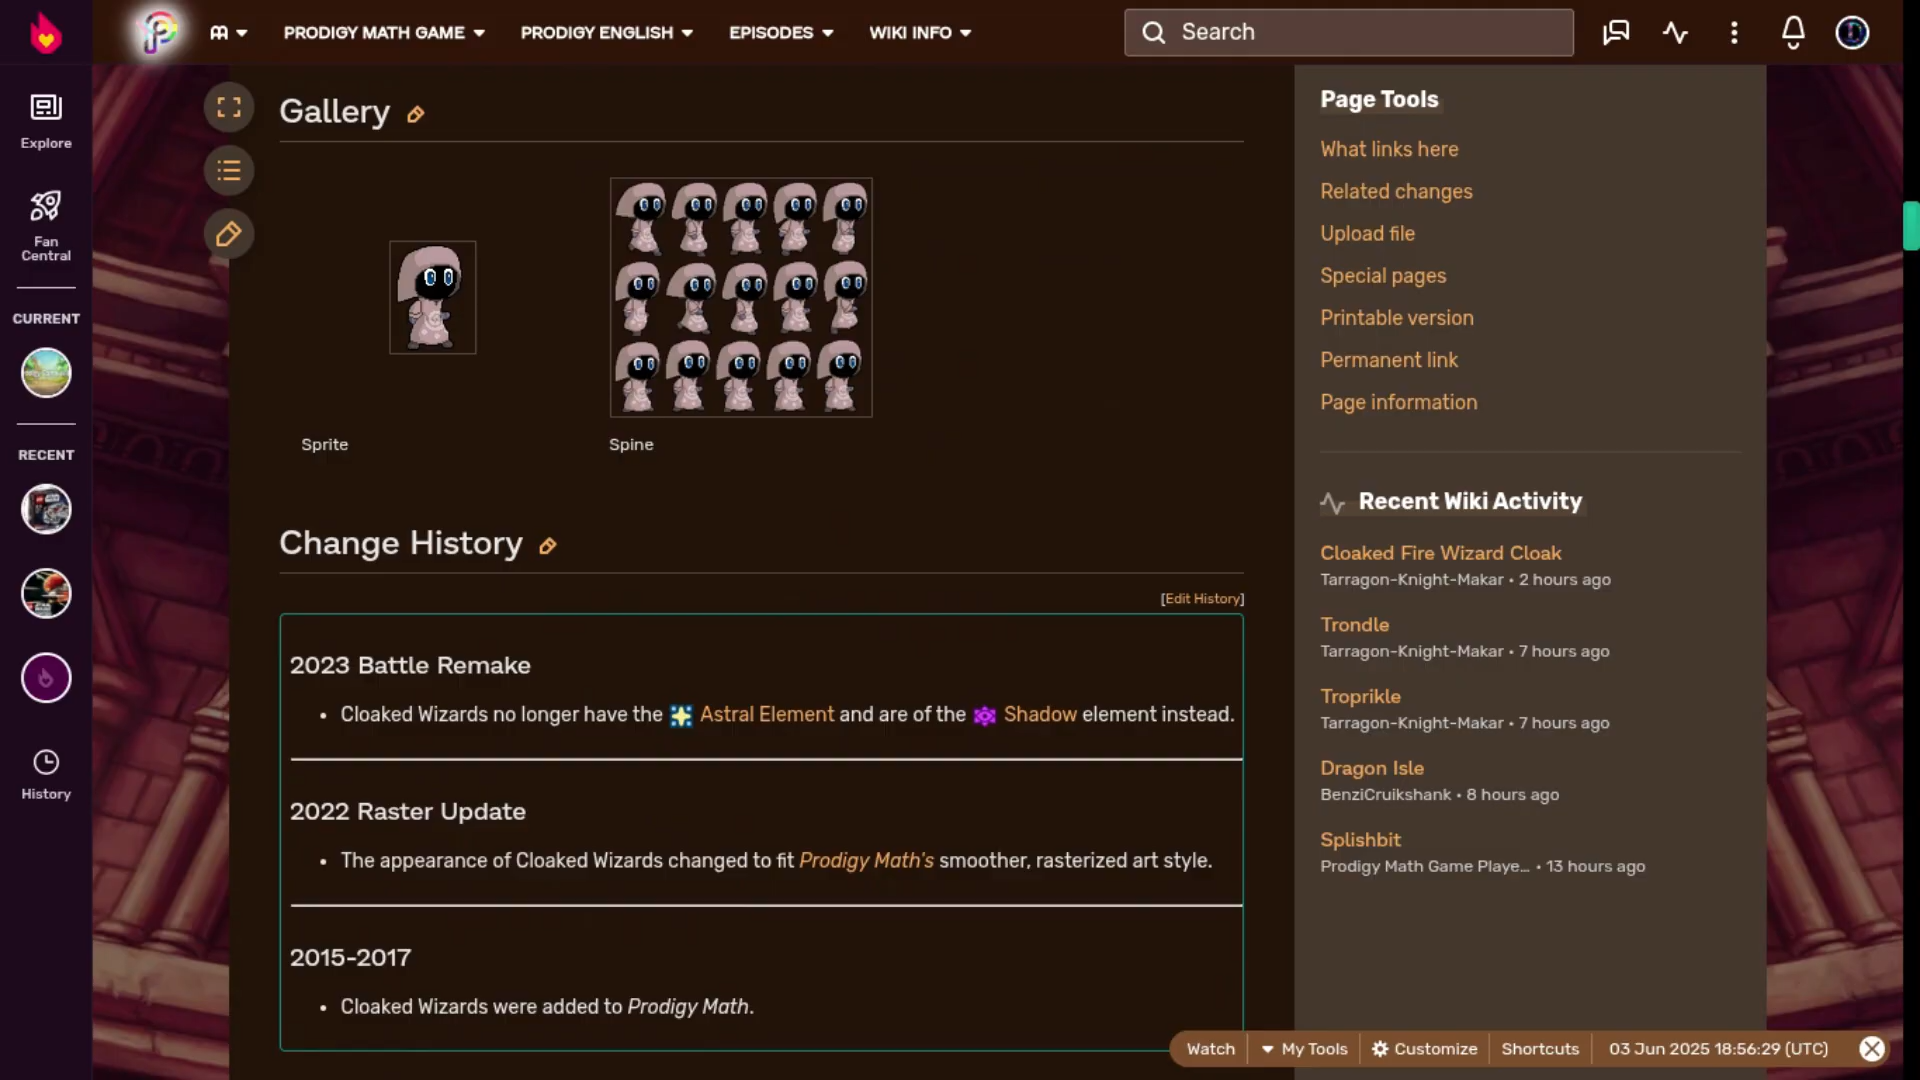 PRODIGY MATH GAME
PRODIGY ENGLISH
EPISODES
WIKI INFO
Search
Explore
Fan
Central
CURRENT
RECENT
History
Gallery
Sprite
Spine
Change History
[Edit History]
2023 Battle Remake
• Cloaked Wizards no longer have the Astral Element and are of the Shadow element instead.
2022 Raster Update
• The appearance of Cloaked Wizards changed to fit Prodigy Math's smoother, rasterized art style.
2015-2017
• Cloaked Wizards were added to Prodigy Math.
Page Tools
What links here
Related changes
Upload file
Special pages
Printable version
Permanent link
Page information
Recent Wiki Activity
Cloaked Fire Wizard Cloak
Tarragon-Knight-Makar • 2 hours ago
Trondle
Tarragon-Knight-Makar • 7 hours ago
Troprikle
Tarragon-Knight-Makar • 7 hours ago
Dragon Isle
BenziCruikshank • 8 hours ago
Splishbit
Prodigy Math Game Playe... • 13 hours ago
Watch
My Tools
Customize
Shortcuts
03 Jun 2025 18:56:29 (UTC)